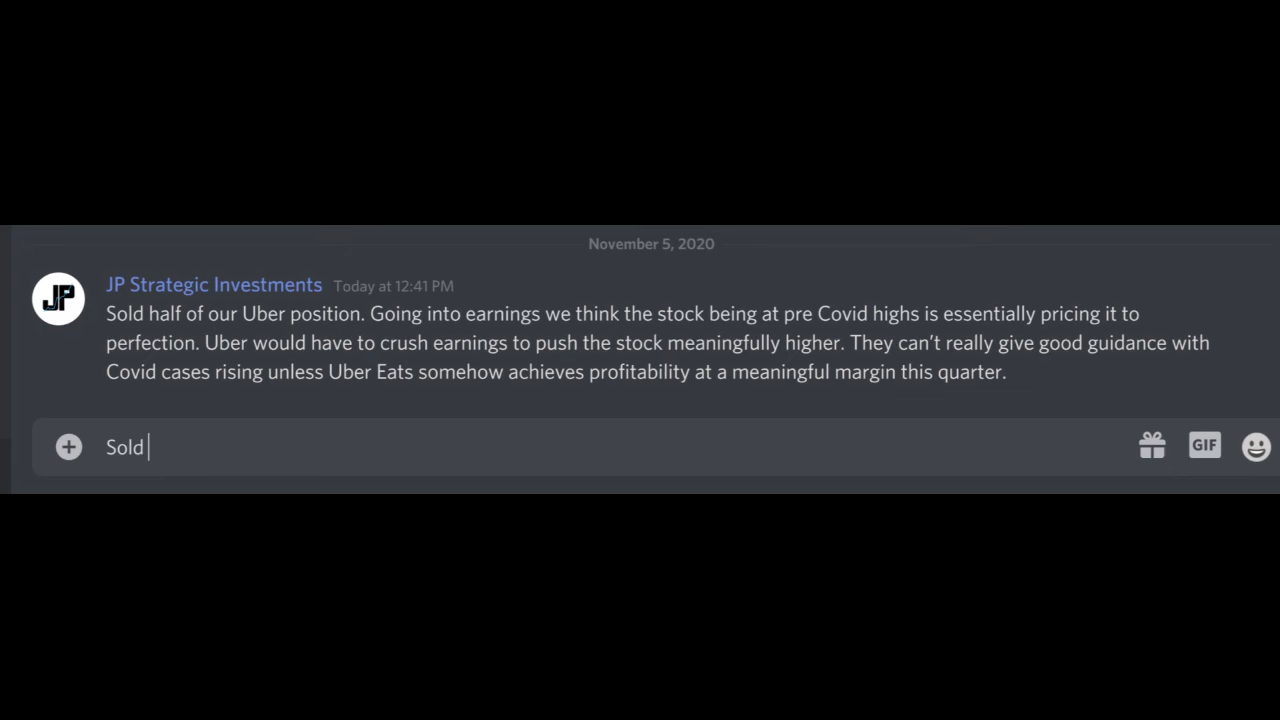 November 5, 2020
JP Strategic Investments Today at 12:41 PM
JP
Sold half of our Uber position. Going into earnings we think the stock being at pre Covid highs is essentially pricing it to
perfection. Uber would have to crush earnings to push the stock meaningfully higher. They can't really give good guidance with
Covid cases rising unless Uber Eats somehow achieves profitability at a meaningful margin this quarter.
Sold
GIF